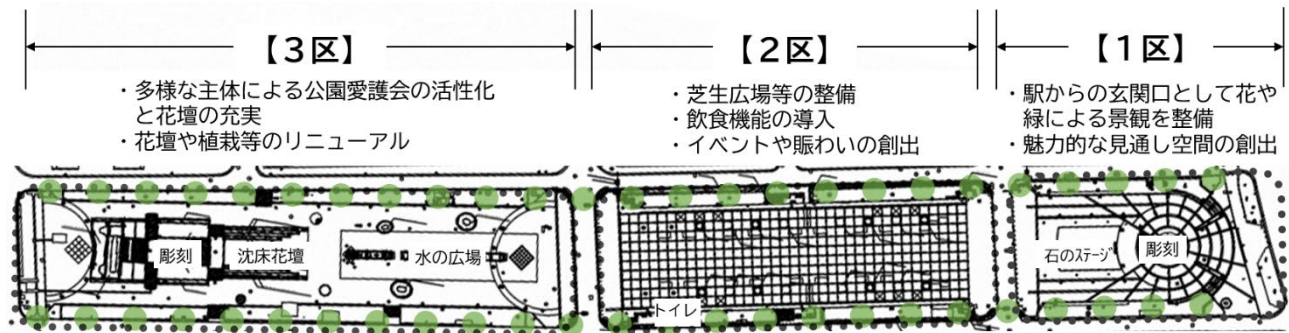 【3区】
・多様な主体による公園愛護会の活性化
と花壇の充実
・花壇や植栽等のリニューアル
【2区】
・芝生広場等の整備
・飲食機能の導入
・イベントや賑わいの創出
【1区】
・駅からの玄関口として花や
緑による景観を整備
・魅力的な見通し空間の創出
彫刻
沈床花壇
水の広場
トイレ
石のｽﾃｰｼﾞ
彫刻